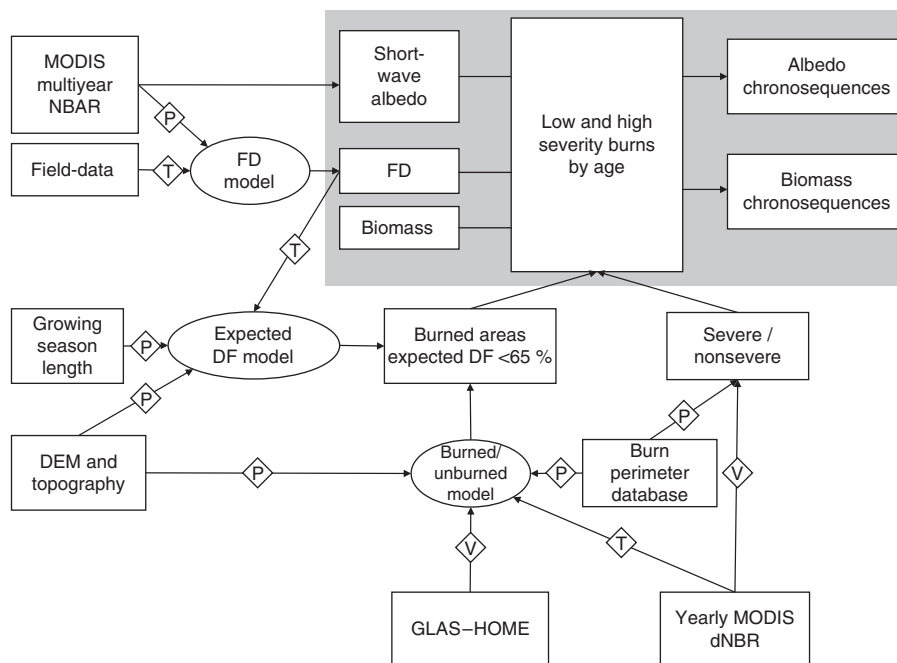 MODIS
multiyear
NBAR
Short-
wave
albedo
Low and high
severity burns
by age
Albedo
chronosequences
P
Field-data
T
FD
model
FD
Biomass
chronosequences
Biomass
T
Growing
season
length
P
Expected
DF model
Burned areas
expected DF <65 %
Severe /
nonsevere
P
P
DEM and
topography
P
Burned/
unburned
model
P
Burn
perimeter
database
V
V
T
GLAS–HOME
Yearly MODIS
dNBR